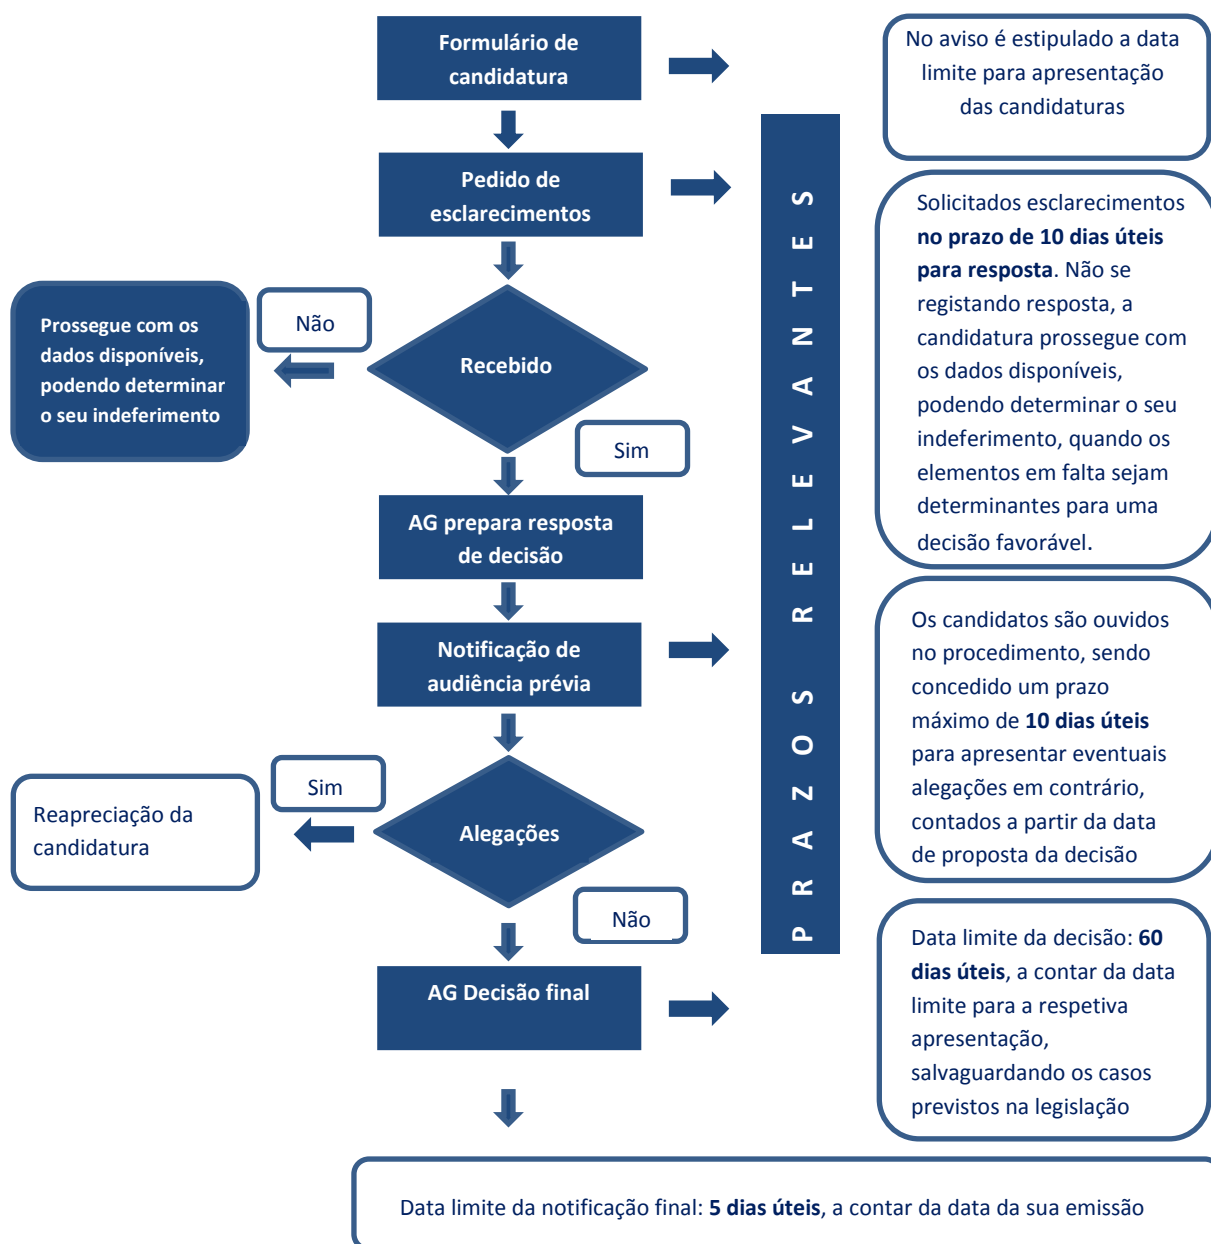 Formulário de
candidatura
No aviso é estipulado a data
limite para apresentação
das candidaturas
Pedido de
esclarecimentos
Solicitados esclarecimentos
no prazo de 10 dias úteis
para resposta. Não se
registando resposta, a
candidatura prossegue com
os dados disponíveis,
podendo determinar o seu
indeferimento, quando os
elementos em falta sejam
determinantes para uma
decisão favorável.
Prossegue com os
dados disponíveis,
podendo determinar
o seu indeferimento
Não
Recebido
Sim
PRAZOS RELEVANTES
AG prepara resposta
de decisão
Notificação de
audiência prévia
Os candidatos são ouvidos
no procedimento, sendo
concedido um prazo
máximo de 10 dias úteis
para apresentar eventuais
alegações em contrário,
contados a partir da data
de proposta da decisão
Reapreciação da
candidatura
Sim
Alegações
Não
AG Decisão final
Data limite da decisão: 60
dias úteis, a contar da data
limite para a respetiva
apresentação,
salvaguardando os casos
previstos na legislação
Data limite da notificação final: 5 dias úteis, a contar da data da sua emissão